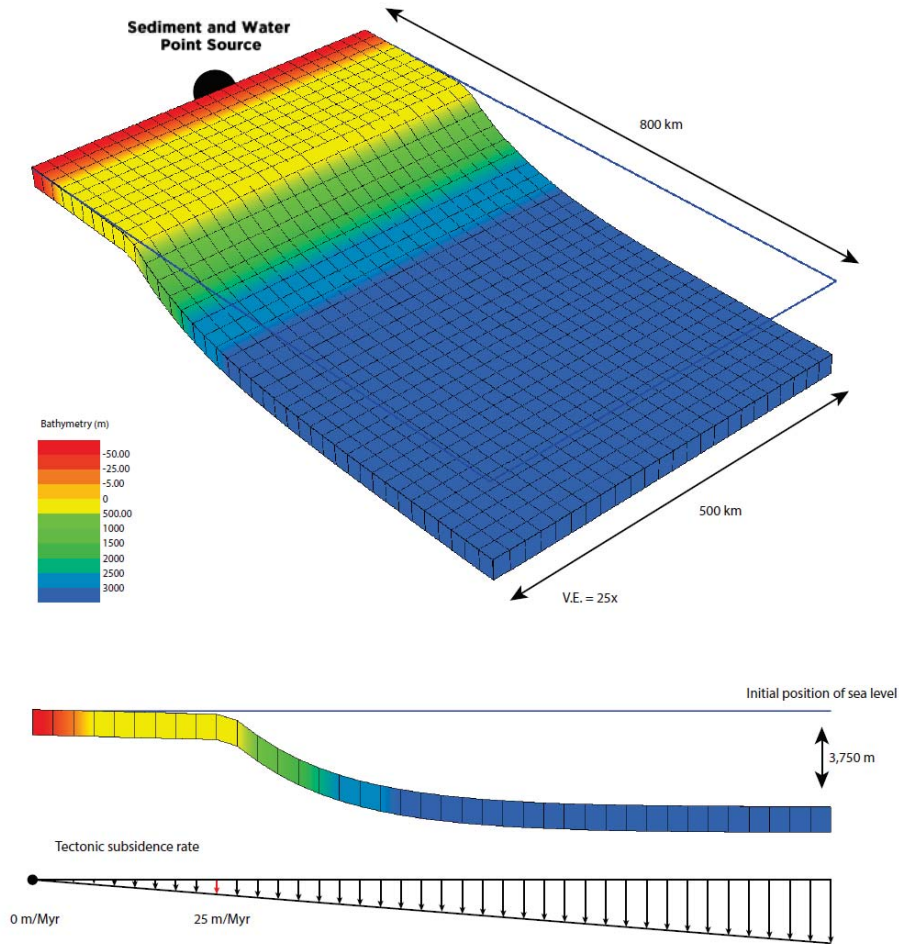 Sediment and Water
Point Source
800 km
Bathymetry (m)
-50.00
-25.00
-5.00
0
500.00
1000
1500
2000
2500
3000
500 km
V.E. = 25x
Initial position of sea level
3,750 m
Tectonic subsidence rate
0 m/Myr
25 m/Myr